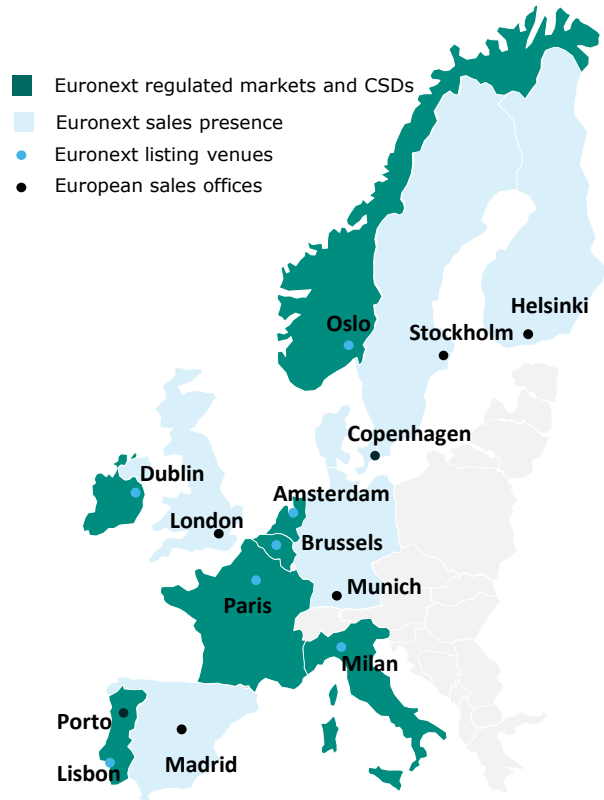 Euronext regulated markets and CSDs
Euronext sales presence
Euronext listing venues
European sales offices
Helsinki
Oslo
Stockholm
Copenhagen
Dublin
Amsterdam
London
Brussels
Munich
Paris
Milan
Porto
Madrid
Lisbon